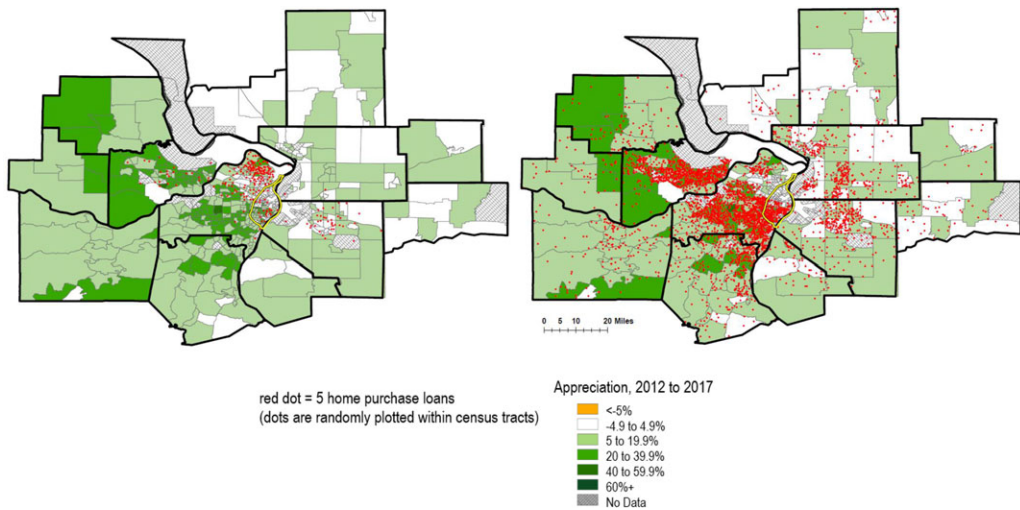 0 5 10 20 Miles
red dot = 5 home purchase loans
(dots are randomly plotted within census tracts)
Appreciation, 2012 to 2017
<-5%
-4.9 to 4.9%
5 to 19.9%
20 to 39.9%
40 to 59.9%
60%+
No Data